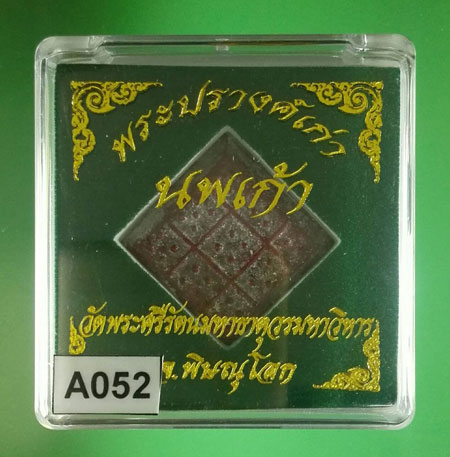 พระปรางค์เก่า
นพเก้า
วัดพระศรีรัตนมหาธาตุวรมหาวิหาร
จ.พิษณุโลก
A052